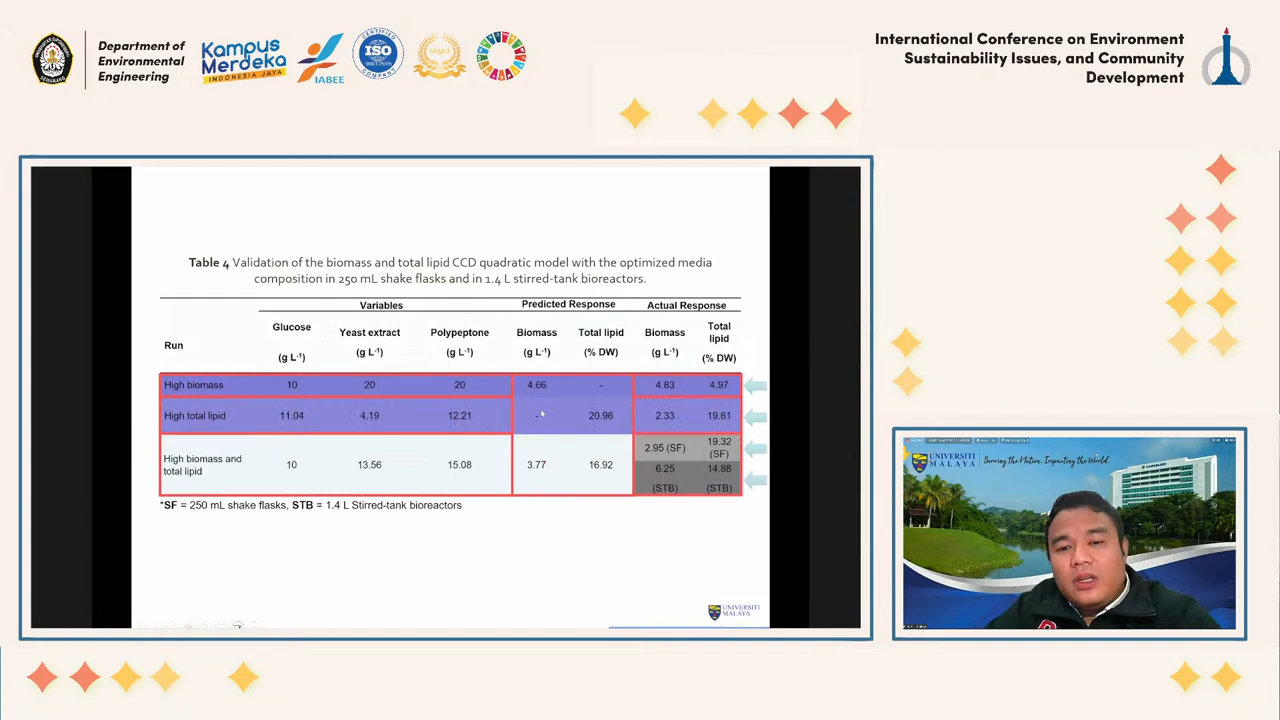 Department of
Environmental
Engineering
Kampus
Merdeka
INDONESIA JAYA
IABEE
CERTIFIED
ISO
9001:2015
COMPANY
International Conference on Environment
Sustainability Issues, and Community
Development
Table 4 Validation of the biomass and total lipid CCD quadratic model with the optimized media
composition in 250 mL shake flasks and in 1.4 L stirred-tank bioreactors.
Variables Predicted Response Actual Response
Run Glucose (g L-1) Yeast extract (g L-1) Polypeptone (g L-1) Biomass (g L-1) Total lipid (% DW) Biomass (g L-1) Total lipid (% DW)
High biomass 10 20 20 4.66 - 4.83 4.97
High total lipid 11.04 4.19 12.21 - 20.96 2.33 19.61
High biomass and total lipid 10 13.56 15.08 3.77 16.92 2.95 (SF) 19.32 (SF)
6.25 (STB) 14.88 (STB)
*SF = 250 mL shake flasks, STB = 1.4 L Stirred-tank bioreactors
UNIVERSITI
MALAYA
UNIVERSITI
MALAYA
Serving the Nation, Impacting the World.